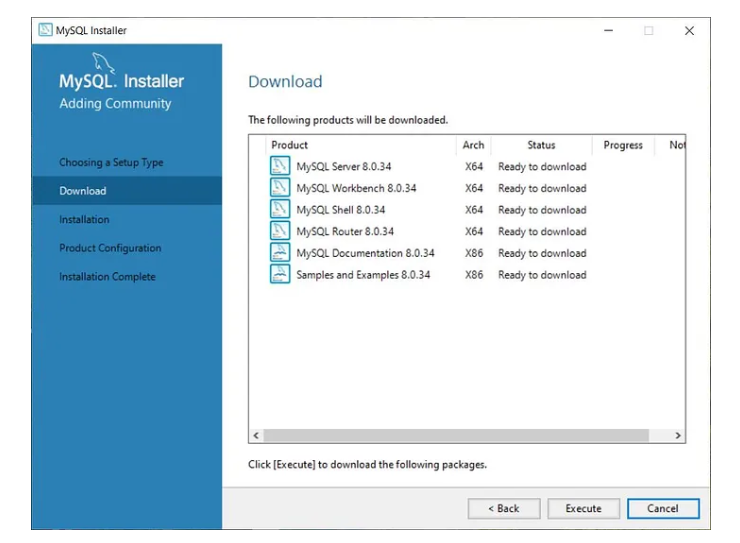 MySQL Installer
MySQL. Installer
Adding Community
Choosing a Setup Type
Download
Installation
Product Configuration
Installation Complete
Download
The following products will be downloaded.
Product Arch Status Progress Not
MySQL Server 8.0.34 X64 Ready to download
MySQL Workbench 8.0.34 X64 Ready to download
MySQL Shell 8.0.34 X64 Ready to download
MySQL Router 8.0.34 X64 Ready to download
MySQL Documentation 8.0.34 X86 Ready to download
Samples and Examples 8.0.34 X86 Ready to download
Click [Execute] to download the following packages.
< Back Execute Cancel